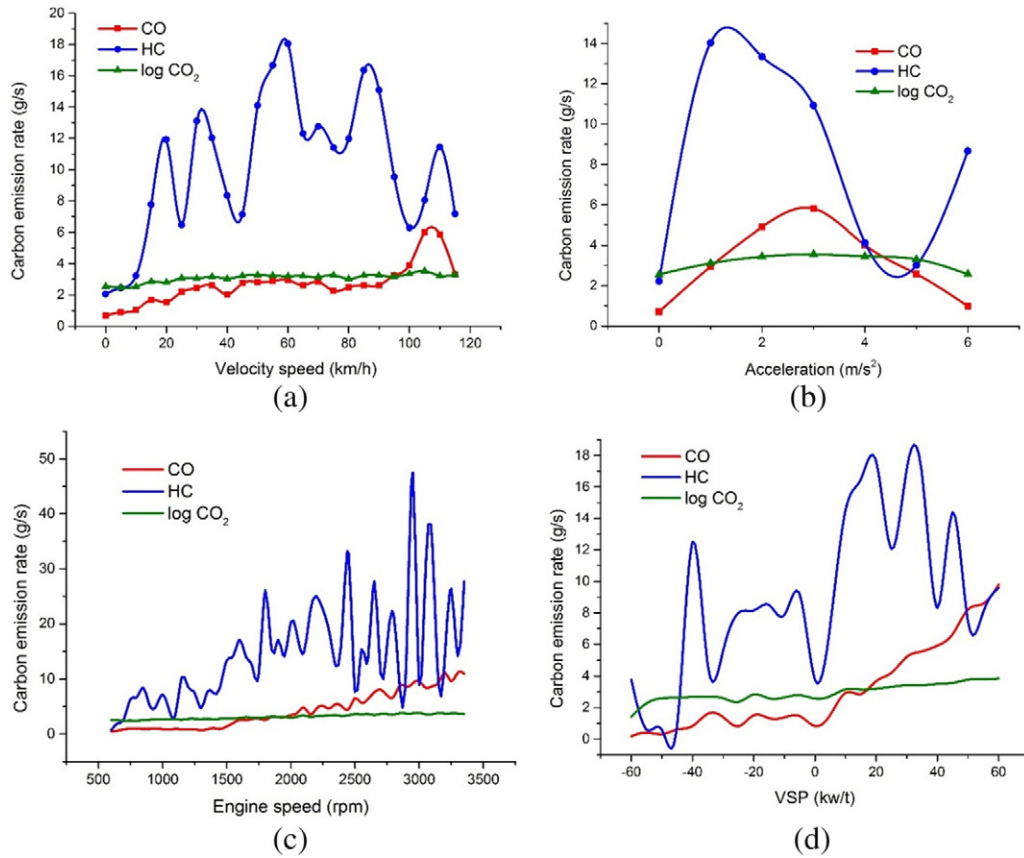 Carbon emission rate (g/s)
20
18
16
14
12
10
8
6
4
2
0
CO
HC
log CO₂
0
20
40
60
80
100
120
Velocity speed (km/h)
(a)
Carbon emission rate (g/s)
14
12
10
8
6
4
2
0
CO
HC
log CO₂
0
2
4
6
Acceleration (m/s²)
(b)
Carbon emission rate (g/s)
50
40
30
20
10
0
CO
HC
log CO₂
500
1000
1500
2000
2500
3000
3500
Engine speed (rpm)
(c)
Carbon emission rate (g/s)
18
16
14
12
10
8
6
4
2
0
CO
HC
log CO₂
-60
-40
-20
0
20
40
60
VSP (kw/t)
(d)